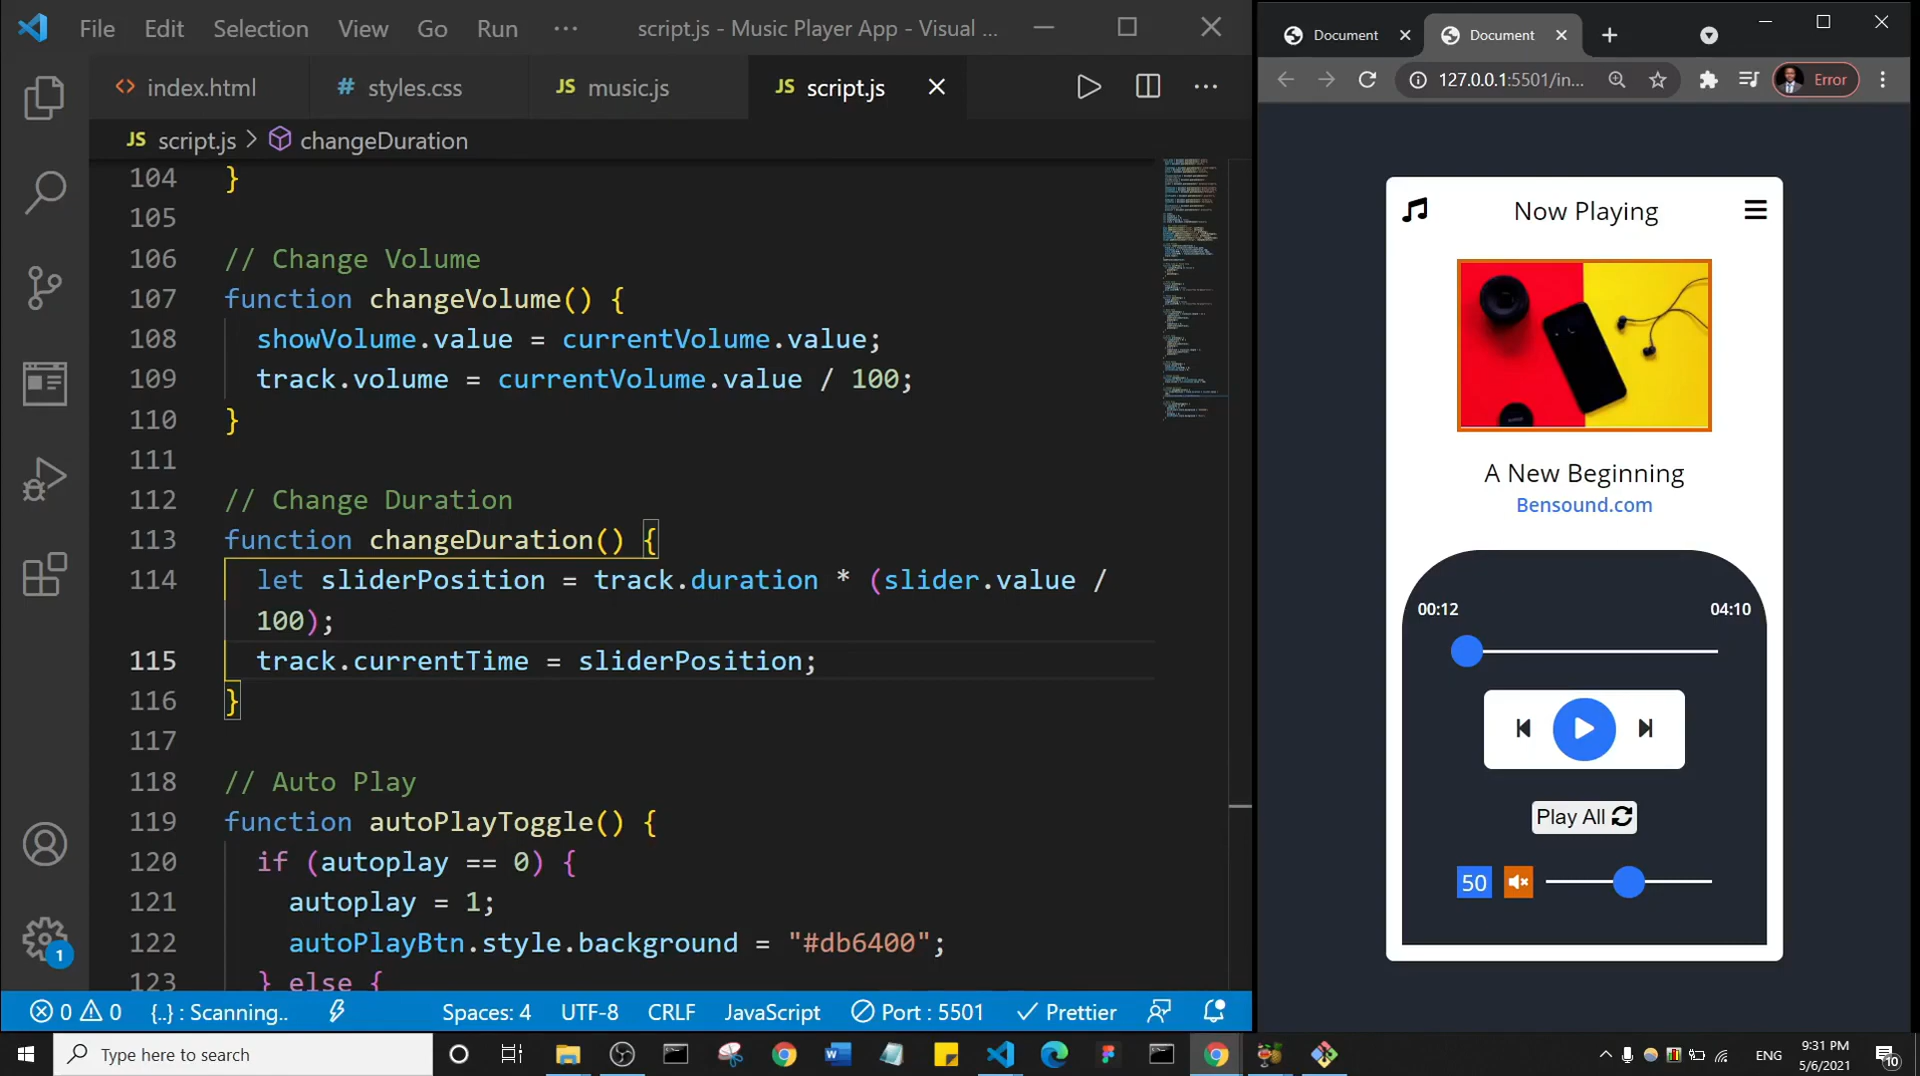 File Edit Selection View Go Run ··· script.js - Music Player App - Visual ...
index.html # styles.css JS music.js JS script.js
JS script.js > changeDuration
104 }
105
106 // Change Volume
107 function changeVolume() {
108 showVolume.value = currentVolume.value;
109 track.volume = currentVolume.value / 100;
110 }
111
112 // Change Duration
113 function changeDuration() {
114 let sliderPosition = track.duration * (slider.value /
100);
115 track.currentTime = sliderPosition;
116 }
117
118 // Auto Play
119 function autoPlayToggle() {
120 if (autoplay == 0) {
121 autoplay = 1;
122 autoPlayBtn.style.background = "#db6400";
123 } else {
0 0 {..} : Scanning.. Spaces: 4 UTF-8 CRLF JavaScript Port : 5501 Prettier
1
Document Document
127.0.0.1:5501/in... Error
Now Playing
A New Beginning
Bensound.com
00:12 04:10
Play All
50
Type here to search
ENG 9:31 PM
5/6/2021
10